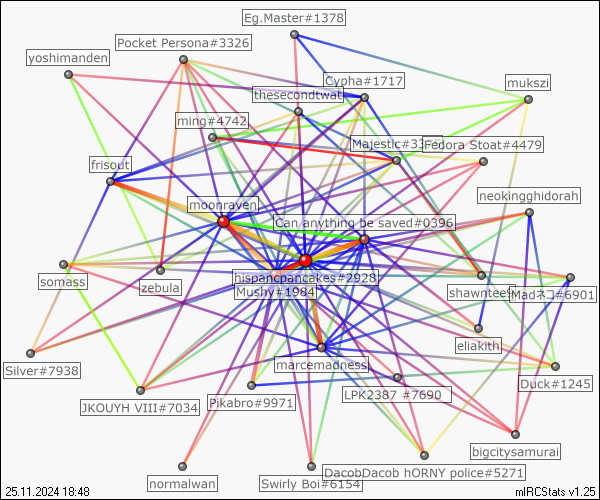 Eg.Master#1378
Pocket Persona#3326
yoshimanden
Cypha#1717
mukszi
thesecondtwat
ming#4742
Fedora Stoat#4479
frisout
neokingghidorah
moonraven
Can anything be saved#0396
somass
zebula
hispancpancakes#2928
Mushy#1984
Madネコ#6901
eliakith
Silver#7938
marcemadness
Duck#1245
JKOUYH VIII#7034
Pikabro#9971
LPK2387 #7690
bigcitysamurai
normalwan
Swirly Boi#6154
DacobDacob hORNY police#5271
25.11.2024 18:48
mIRCStats v1.25